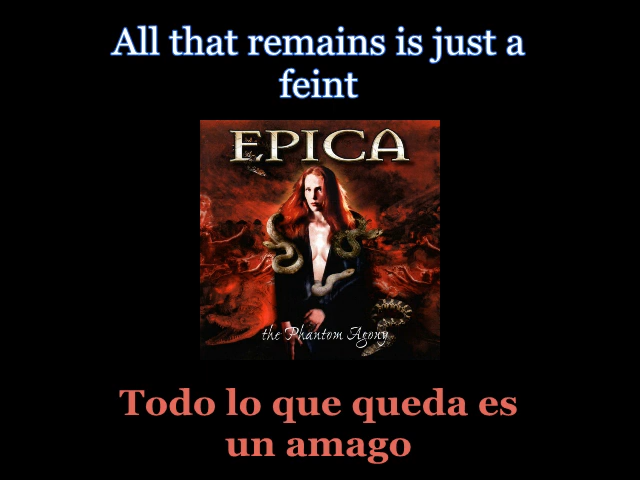 All that remains is just a
feint
EPICA
the Phantom Agony
Todo lo que queda es
un amago